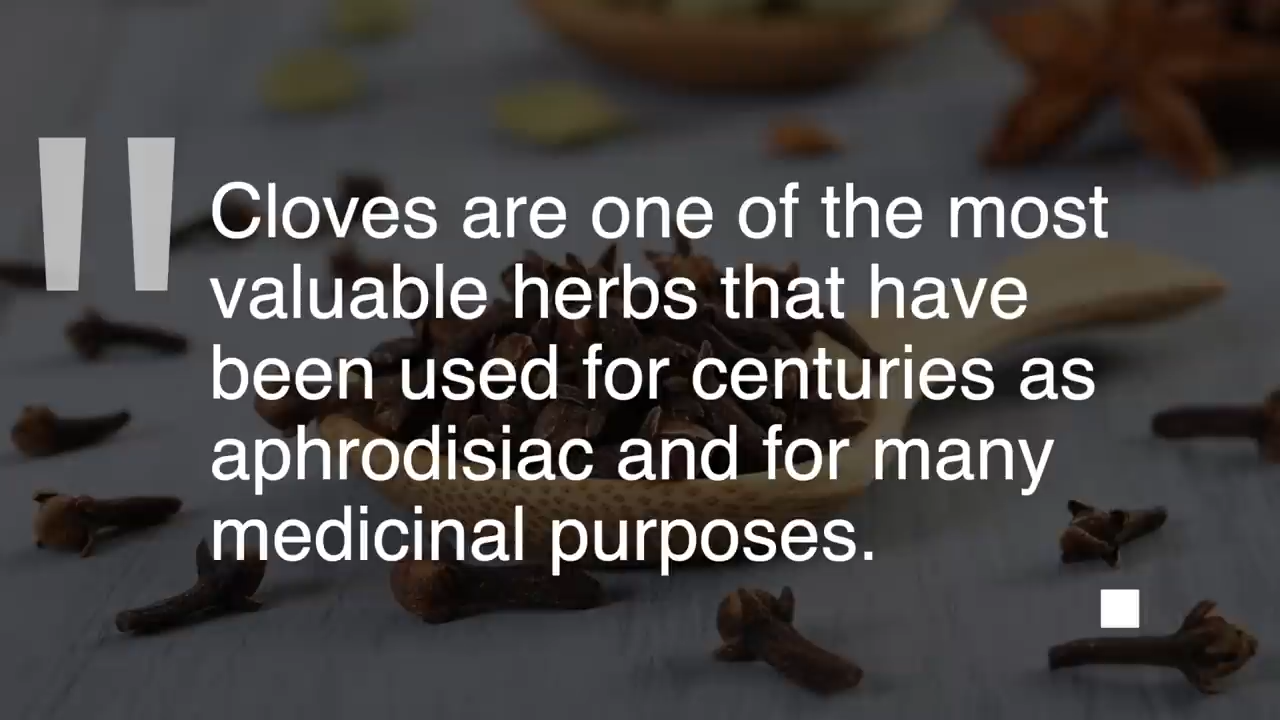 "
Cloves are one of the most
valuable herbs that have
been used for centuries as
aphrodisiac and for many
medicinal purposes.